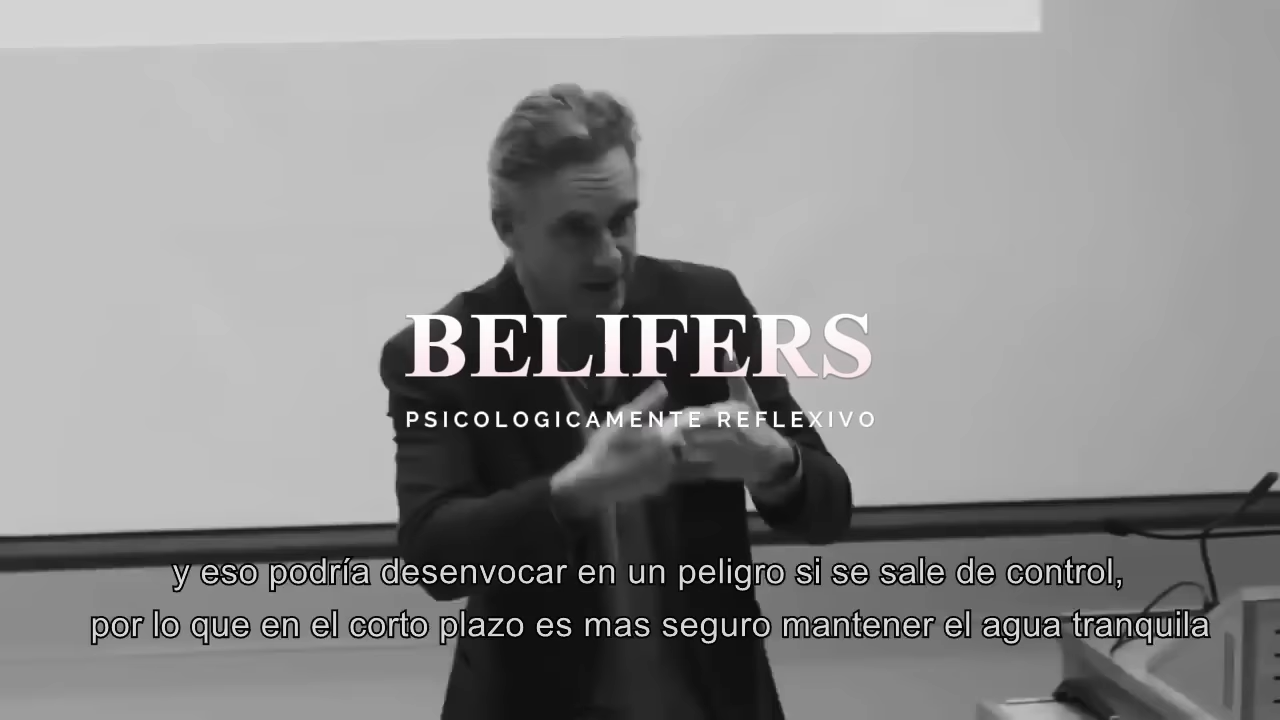 BELIFERS
PSICOLOGICAMENTE REFLEXIVO
y eso podría desenvocar en un peligro si se sale de control,
por lo que en el corto plazo es mas seguro mantener el agua tranquila